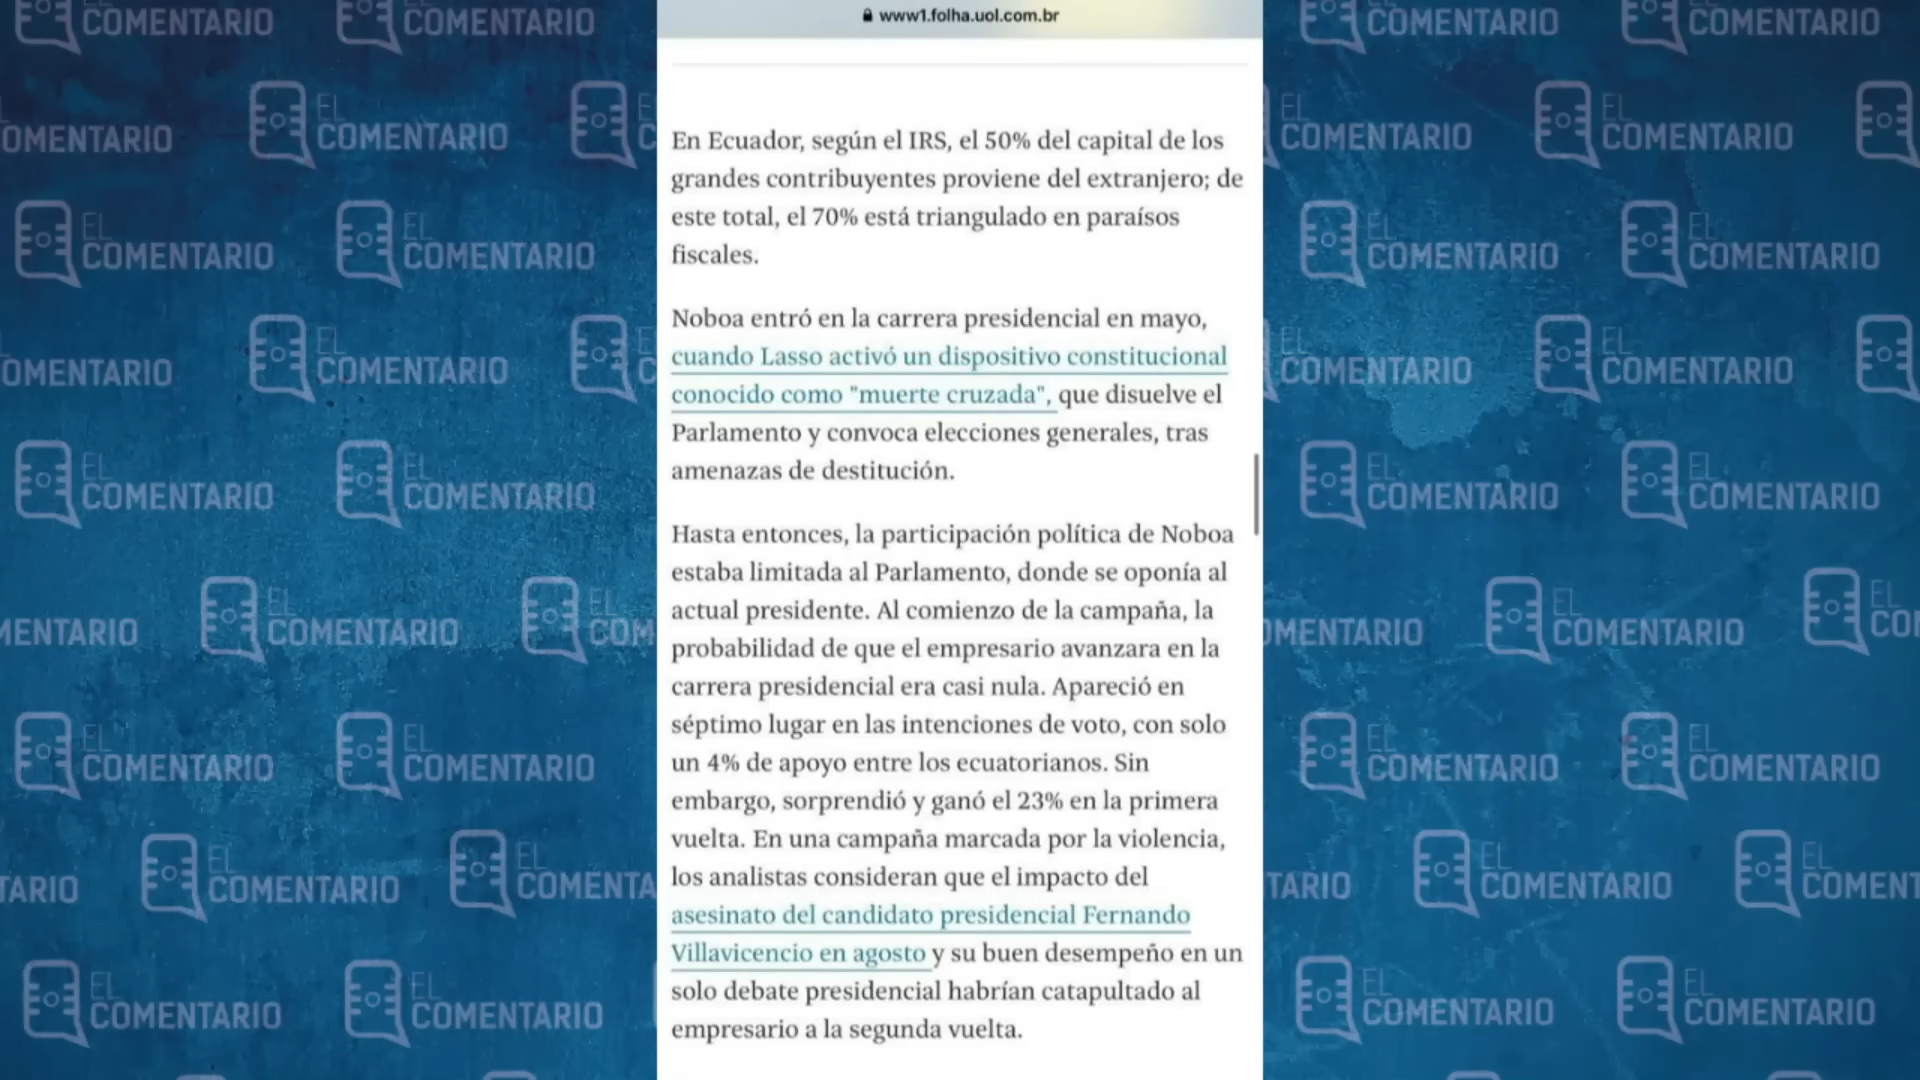 www1.folha.uol.com.br
En Ecuador, según el IRS, el 50% del capital de los
grandes contribuyentes proviene del extranjero; de
este total, el 70% está triangulado en paraísos
fiscales.
Noboa entró en la carrera presidencial en mayo,
cuando Lasso activó un dispositivo constitucional
conocido como "muerte cruzada", que disuelve el
Parlamento y convoca elecciones generales, tras
amenazas de destitución.
Hasta entonces, la participación política de Noboa
estaba limitada al Parlamento, donde se oponía al
actual presidente. Al comienzo de la campaña, la
probabilidad de que el empresario avanzara en la
carrera presidencial era casi nula. Apareció en
séptimo lugar en las intenciones de voto, con solo
un 4% de apoyo entre los ecuatorianos. Sin
embargo, sorprendió y ganó el 23% en la primera
vuelta. En una campaña marcada por la violencia,
los analistas consideran que el impacto del
asesinato del candidato presidencial Fernando
Villavicencio en agosto y su buen desempeño en un
solo debate presidencial habrían catapultado al
empresario a la segunda vuelta.
EL
COMENTARIO